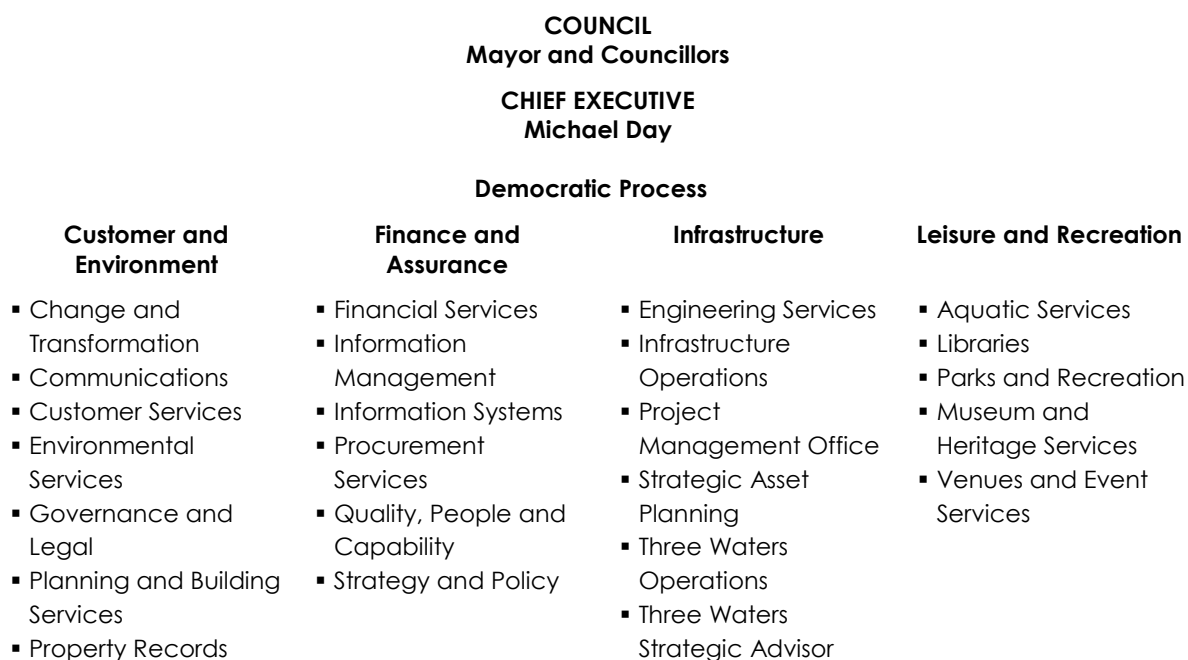 COUNCIL
Mayor and Councillors
CHIEF EXECUTIVE
Michael Day
Democratic Process
Customer and
Environment
▪ Change and
Transformation
▪ Communications
▪ Customer Services
▪ Environmental
Services
▪ Governance and
Legal
▪ Planning and Building
Services
▪ Property Records
Finance and
Assurance
▪ Financial Services
▪ Information
Management
▪ Information Systems
▪ Procurement
Services
▪ Quality, People and
Capability
▪ Strategy and Policy
Infrastructure
▪ Engineering Services
▪ Infrastructure
Operations
▪ Project
Management Office
▪ Strategic Asset
Planning
▪ Three Waters
Operations
▪ Three Waters
Strategic Advisor
Leisure and Recreation
▪ Aquatic Services
▪ Libraries
▪ Parks and Recreation
▪ Museum and
Heritage Services
▪ Venues and Event
Services